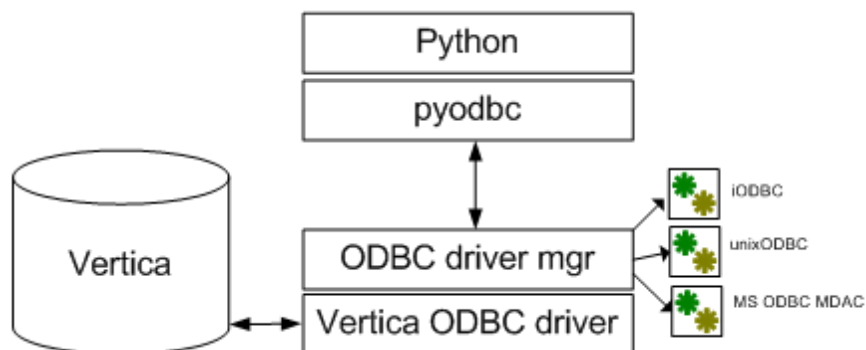 Python
pyodbc
iODBC
unixODBC
Vertica
ODBC driver mgr
MS ODBC MDAC
Vertica ODBC driver